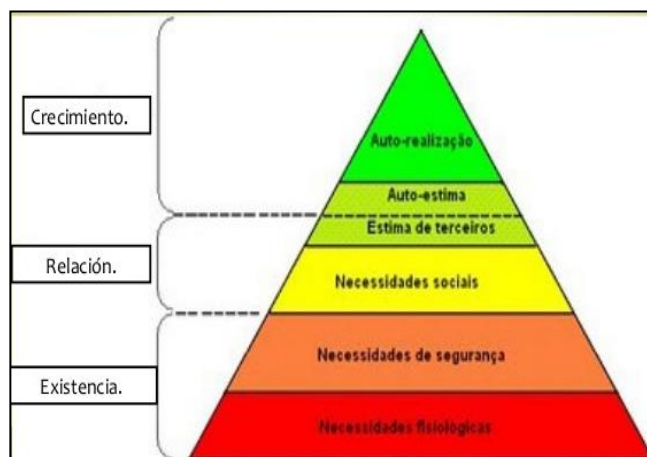 Crecimiento.
Auto-realização
Auto-estima
Estima de terceiros
Relación.
Necessidades sociais
Necessidades de segurança
Existencia.
Necessidades fisiológicas